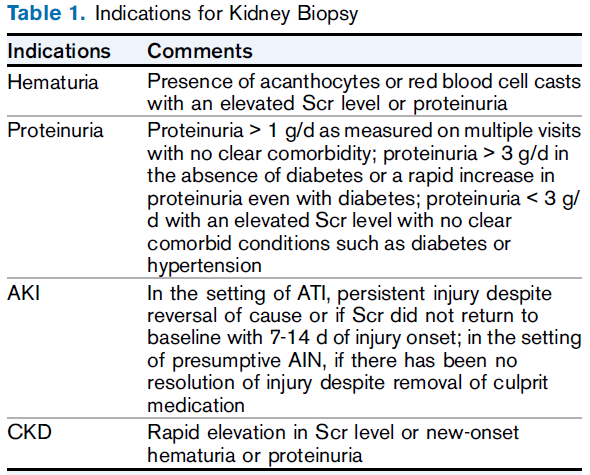 Table 1. Indications for Kidney Biopsy
Indications Comments
Hematuria Presence of acanthocytes or red blood cell casts
with an elevated Scr level or proteinuria
Proteinuria Proteinuria > 1 g/d as measured on multiple visits
with no clear comorbidity; proteinuria > 3 g/d in
the absence of diabetes or a rapid increase in
proteinuria even with diabetes; proteinuria < 3 g/
d with an elevated Scr level with no clear
comorbid conditions such as diabetes or
hypertension
AKI In the setting of ATI, persistent injury despite
reversal of cause or if Scr did not return to
baseline with 7-14 d of injury onset; in the setting
of presumptive AIN, if there has been no
resolution of injury despite removal of culprit
medication
CKD Rapid elevation in Scr level or new-onset
hematuria or proteinuria